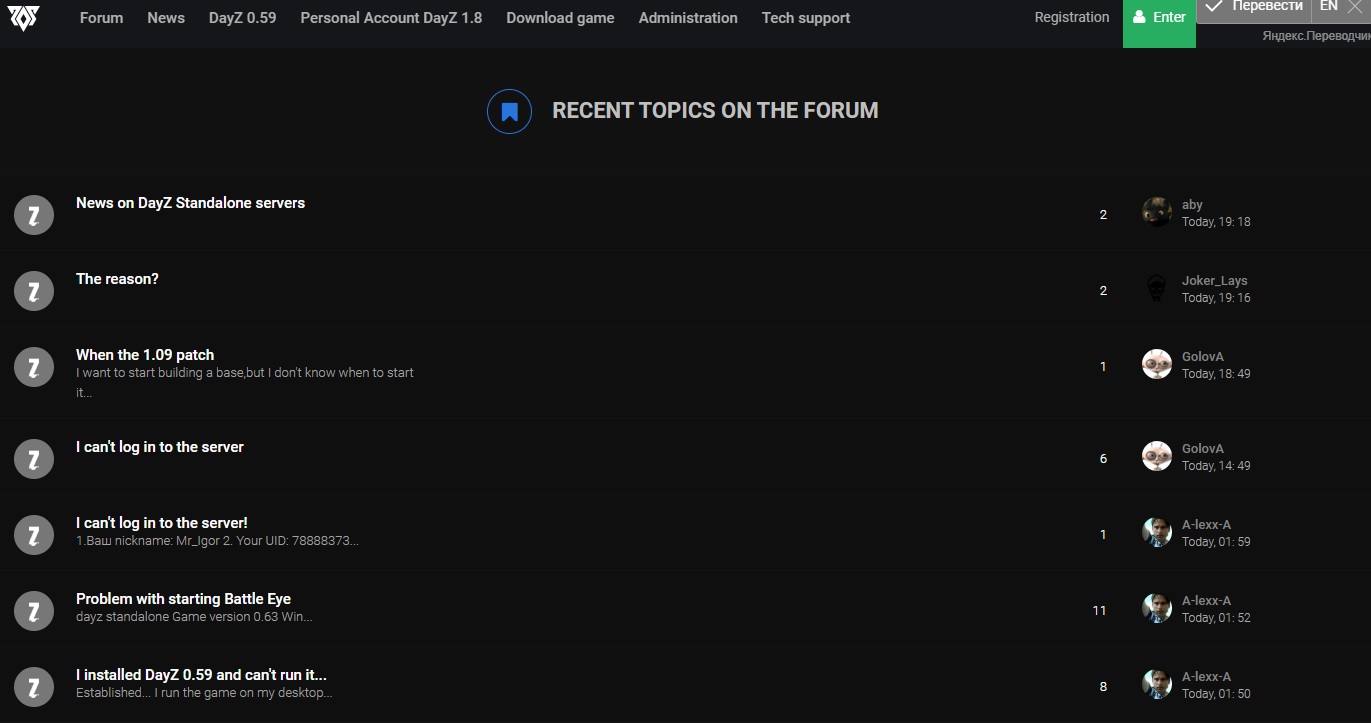 Forum News DayZ 0.59 Personal Account DayZ 1.8 Download game Administration Tech support Registration Enter Перевести EN
Яндекс.Переводчик
RECENT TOPICS ON THE FORUM
News on DayZ Standalone servers
2
aby
Today, 19: 18
The reason?
2
Joker_Lays
Today, 19: 16
When the 1.09 patch
I want to start building a base,but I don't know when to start
it...
1
GolovA
Today, 18: 49
I can't log in to the server
6
GolovA
Today, 14: 49
I can't log in to the server!
1.Ваш nickname: Mr_Igor 2. Your UID: 78888373...
1
A-lexx-A
Today, 01: 59
Problem with starting Battle Eye
dayz standalone Game version 0.63 Win...
11
A-lexx-A
Today, 01: 52
I installed DayZ 0.59 and can't run it...
Established... I run the game on my desktop...
8
A-lexx-A
Today, 01: 50